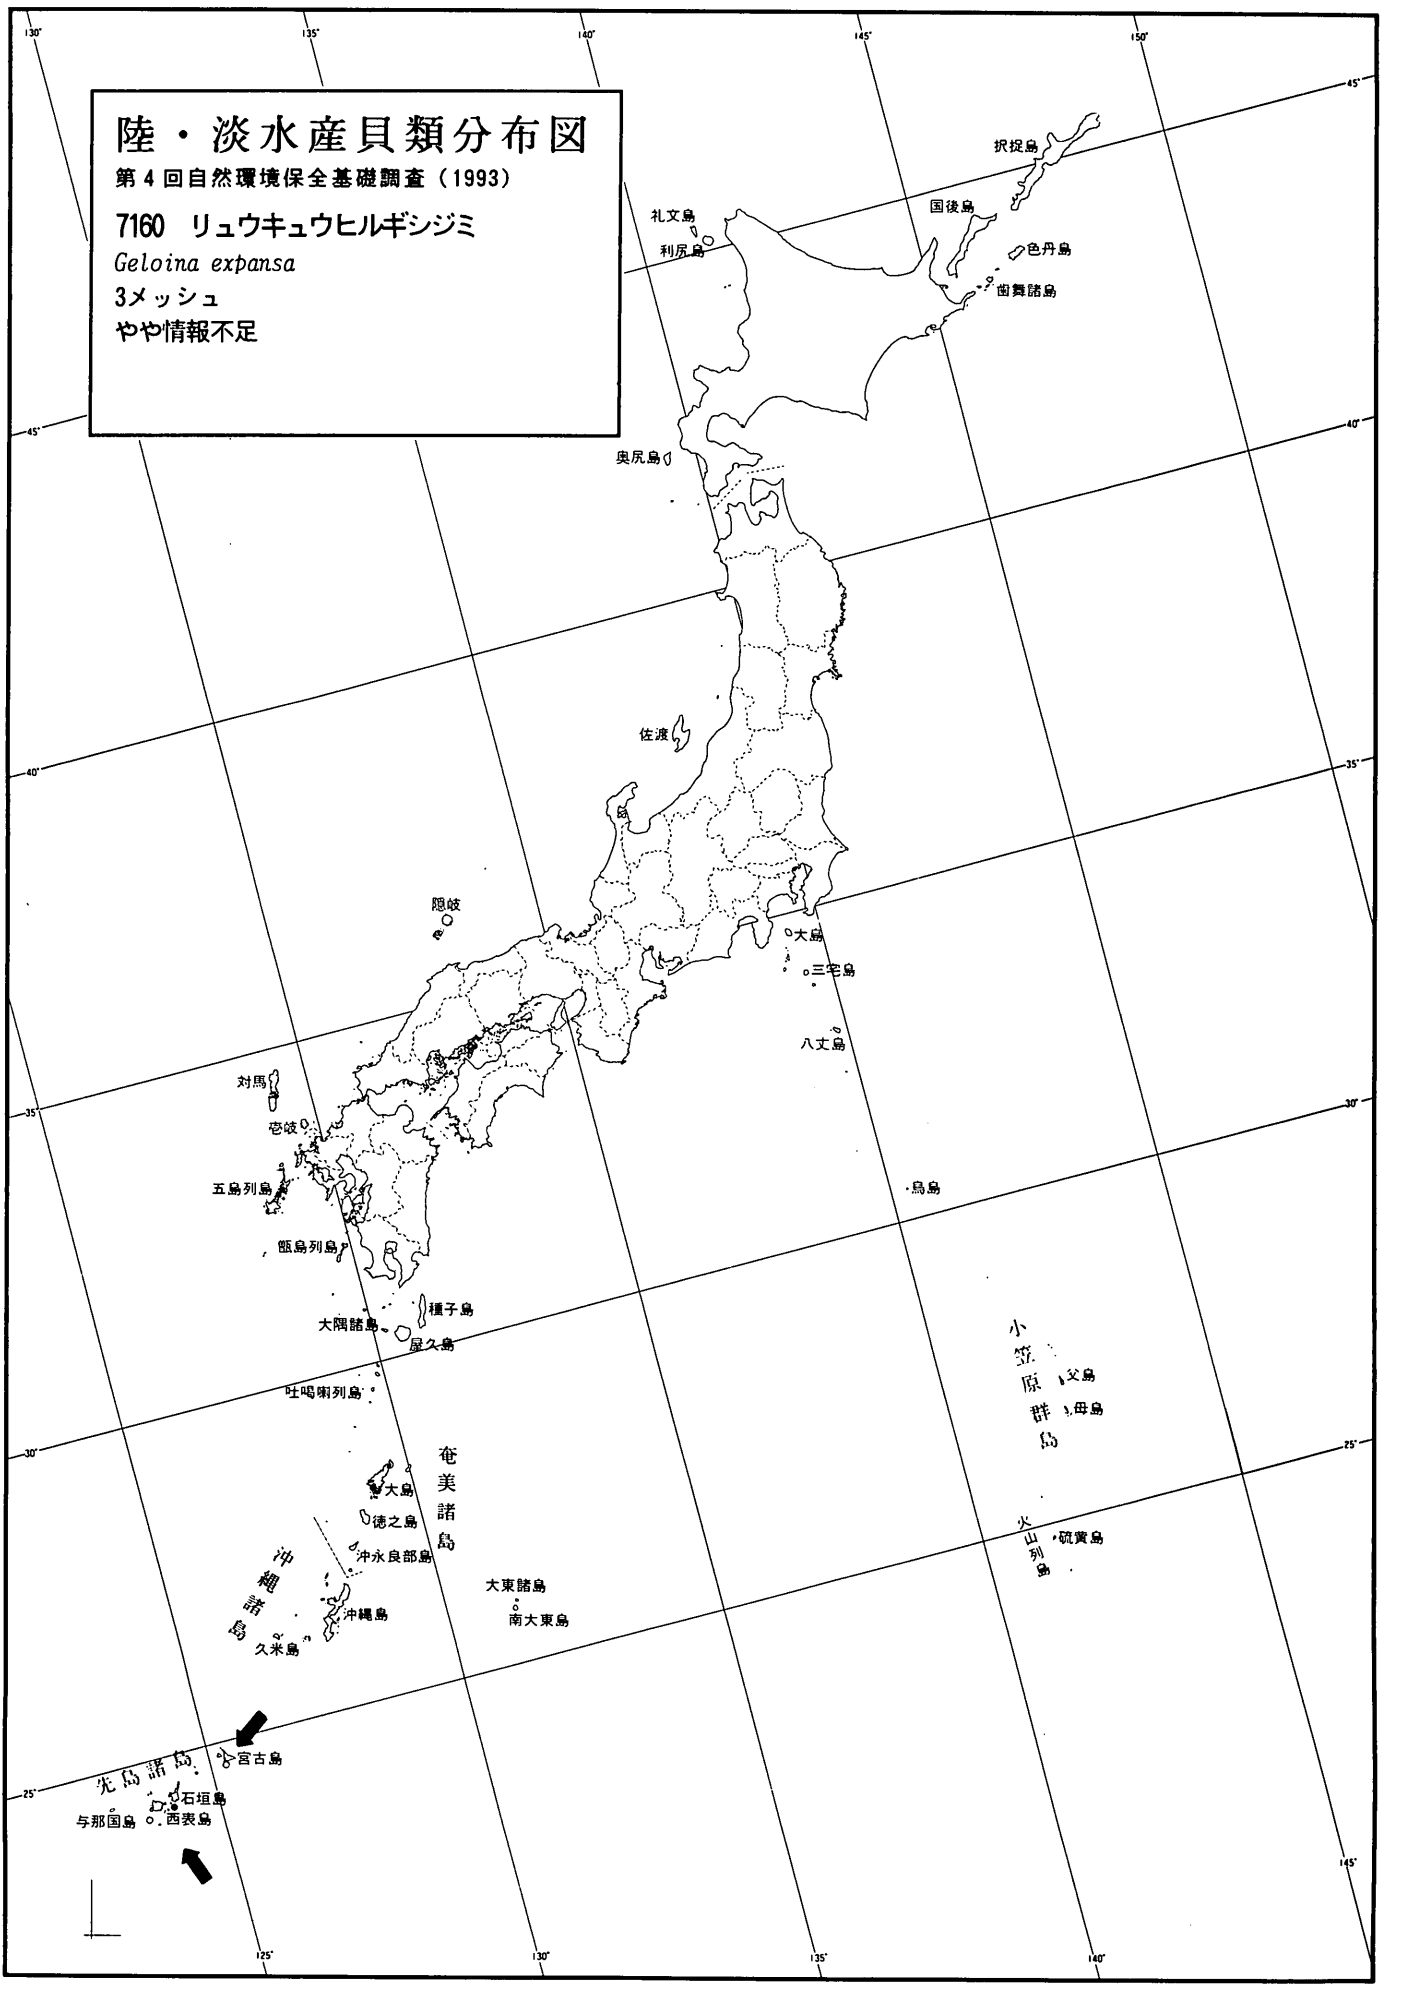 130°
135°
140°
145°
150°
陸・淡水産貝類分布図
第4回自然環境保全基礎調査（1993）
7160 リュウキュウヒルギシジミ
Geloina expansa
3メッシュ
やや情報不足
45°
択捉島
国後島
礼文島
利尻島
色丹島
歯舞諸島
45°
40°
奥尻島
佐渡
40°
35°
隠岐
大島
三宅島
八丈島
対馬
35°
壱岐
30°
五島列島
鳥島
甑島列島
種子島
大隅諸島
屋久島
小笠原群島
父島
吐噶喇列島
母島
30°
25°
奄美諸島
大島
徳之島
火山列島
硫黄島
沖永良部島
沖縄諸島
大東諸島
沖縄島
南大東島
久米島
先島諸島
宮古島
25°
石垣島
与那国島
西表島
145°
125°
130°
135°
140°